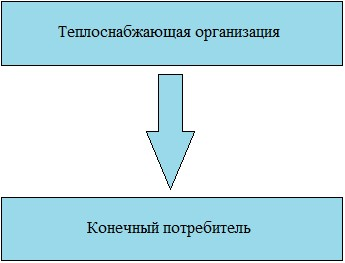 Теплоснабжающая организация
Конечный потребитель